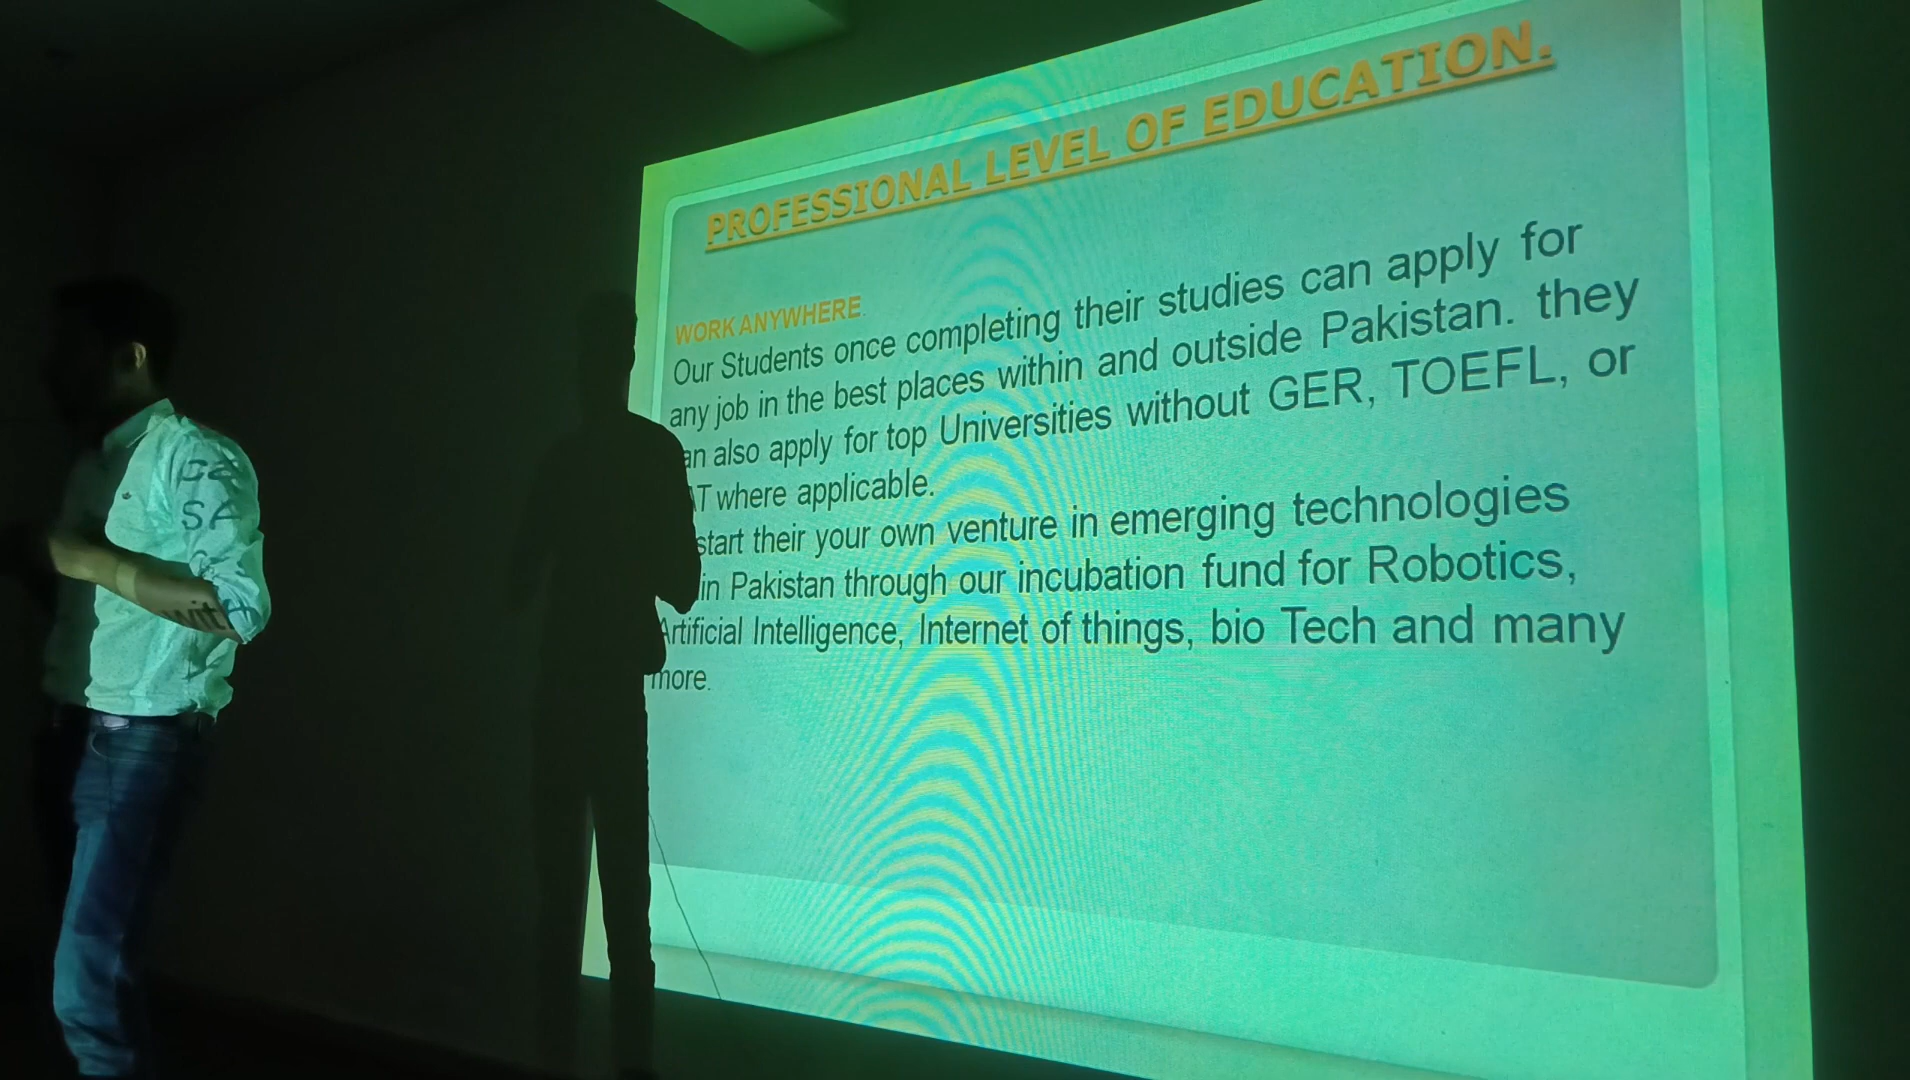 PROFESSIONAL LEVEL OF EDUCATION.
WORK ANYWHERE.
Our Students once completing their studies can apply for
any job in the best places within and outside Pakistan. they
an also apply for top Universities without GER, TOEFL, or
T where applicable.
start their your own venture in emerging technologies
in Pakistan through our incubation fund for Robotics,
Artificial Intelligence, Internet of things, bio Tech and many
more.
ca
SA
with